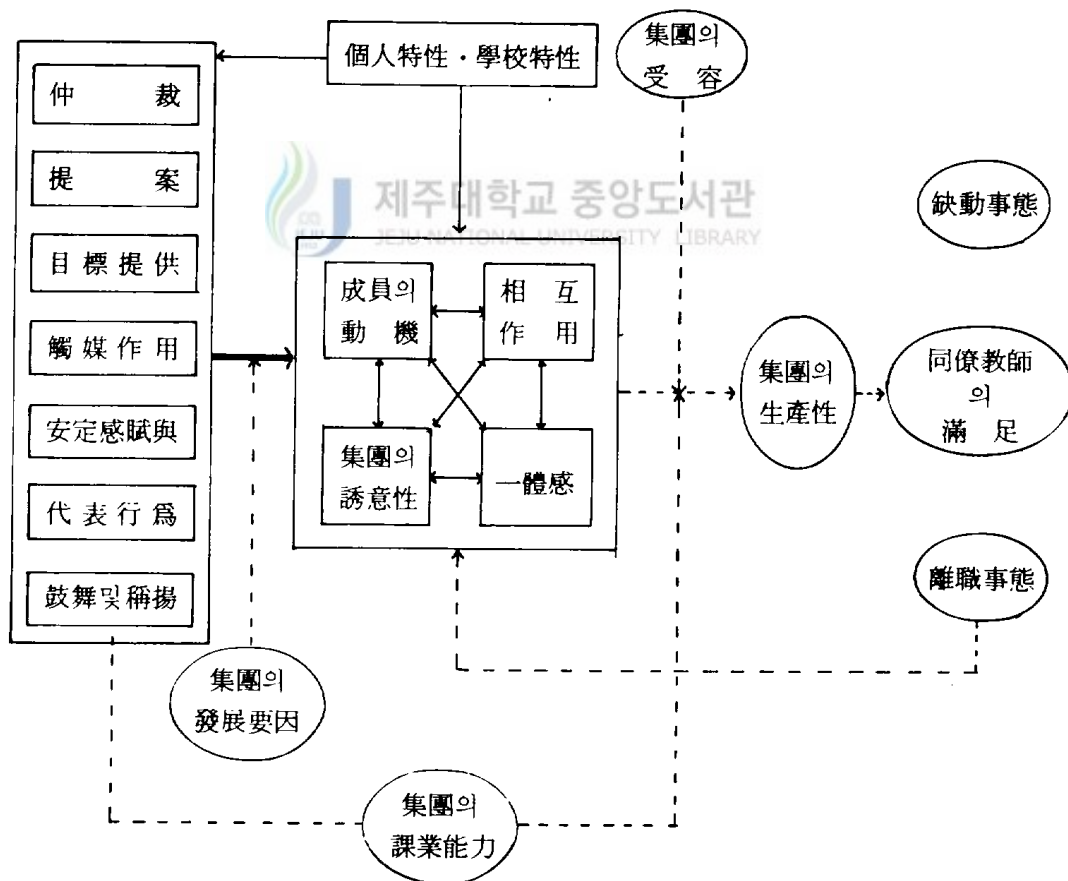 個人特性 · 學校特性
集團의
受 容
仲 裁
提 案
目標提供
觸媒作用
安定感賦與
代表行爲
鼓舞및稱揚
제주대학교 중앙도서관
JEJU NATIONAL UNIVERSITY LIBRARY
成員의
動 機
相 互
作 用
集團의
誘意性
一體感
集團의
生產性
缺動事態
同僚教師
의
滿 足
離職事態
集團의
發展要因
集團의
課業能力